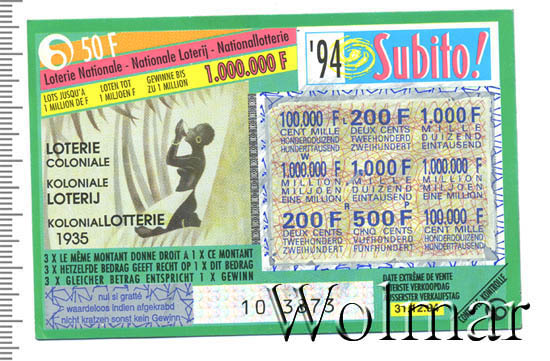 50 F
Loterie Nationale - Nationale Loterij - Nationallotterie
LOTS JUSQU'A
1 MILLION DE F
LOTEN TOT
1 MILJOEN F
GEWINNE BIS
ZU 1 MILLION
1.000.000 F
'94 Subito!
LOTERIE
COLONIALE
KOLONIALE
LOTERIJ
KOLONIALLOTTERIE
1935
100.000 F
CENT MILLE
HONDERDDUIZEND
HUNDERTTAUSEND
200 F
DEUX CENTS
TWEEHONDERD
ZWEIHUNDERT
1.000 F
MILLE
DUIZEND
EINTAUSEND
1.000.000 F
MILLION
MILJOEN
EINE MILLION
1.000 F
MILLE
DUIZEND
EINTAUSEND
1.000.000 F
MILLION
MILJOEN
EINE MILLION
200 F
DEUX CENTS
TWEEHONDERD
ZWEIHUNDERT
500 F
CINQ CENTS
VIJFHONDERD
FÜNFHUNDERT
100.000 F
CENT MILLE
HONDERDDUIZEND
HUNDERTTAUSEND
3 X LE MÊME MONTANT DONNE DROIT A 1 X CE MONTANT
3 X HETZELFDE BEDRAG GEEFT RECHT OP 1 X DIT BEDRAG
3 X GLEICHER BETRAG ENTSPRICHT 1 X GEWINN
nul si gratté
waardeloos indien afgekrabd
nicht kratzen sonst kein Gewinn
DATE EXTRÊME DE VENTE
UITERSTE VERKOOPDAG
ÄUSSERSTER VERKAUFSTAG
31.12.94
KONTROLLE
Wolmar